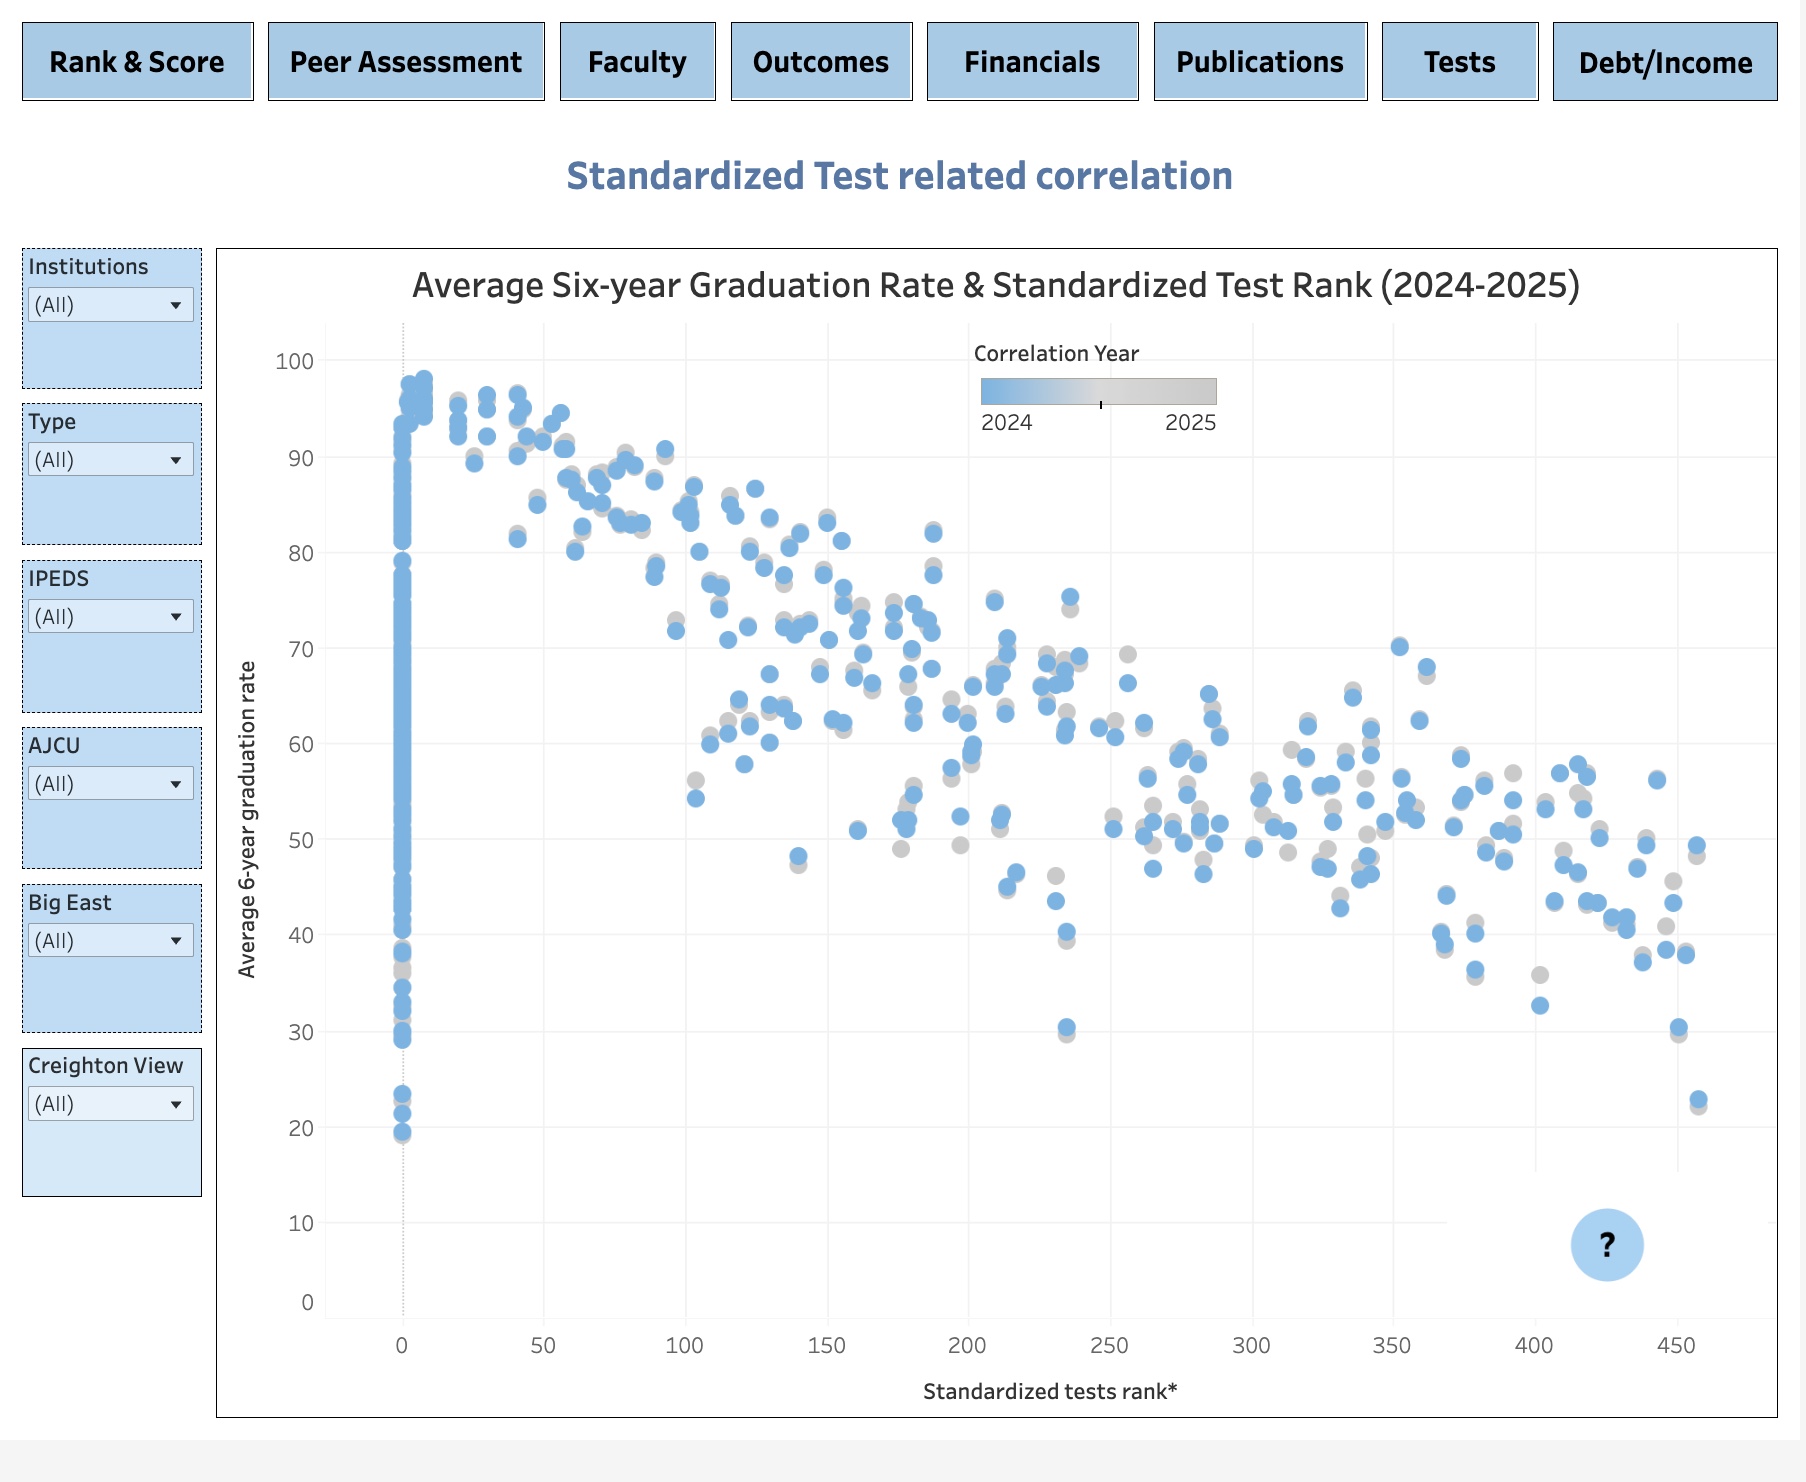 Rank & Score
Peer Assessment
Faculty
Outcomes
Financials
Publications
Tests
Debt/Income
Standardized Test related correlation
Institutions
(All)
Type
(All)
IPEDS
(All)
AJCU
(All)
Big East
(All)
Creighton View
(All)
Average Six-year Graduation Rate & Standardized Test Rank (2024-2025)
Correlation Year
2024 2025
Average 6-year graduation rate
100
90
80
70
60
50
40
30
20
10
0
0 50 100 150 200 250 300 350 400 450
Standardized tests rank*
?